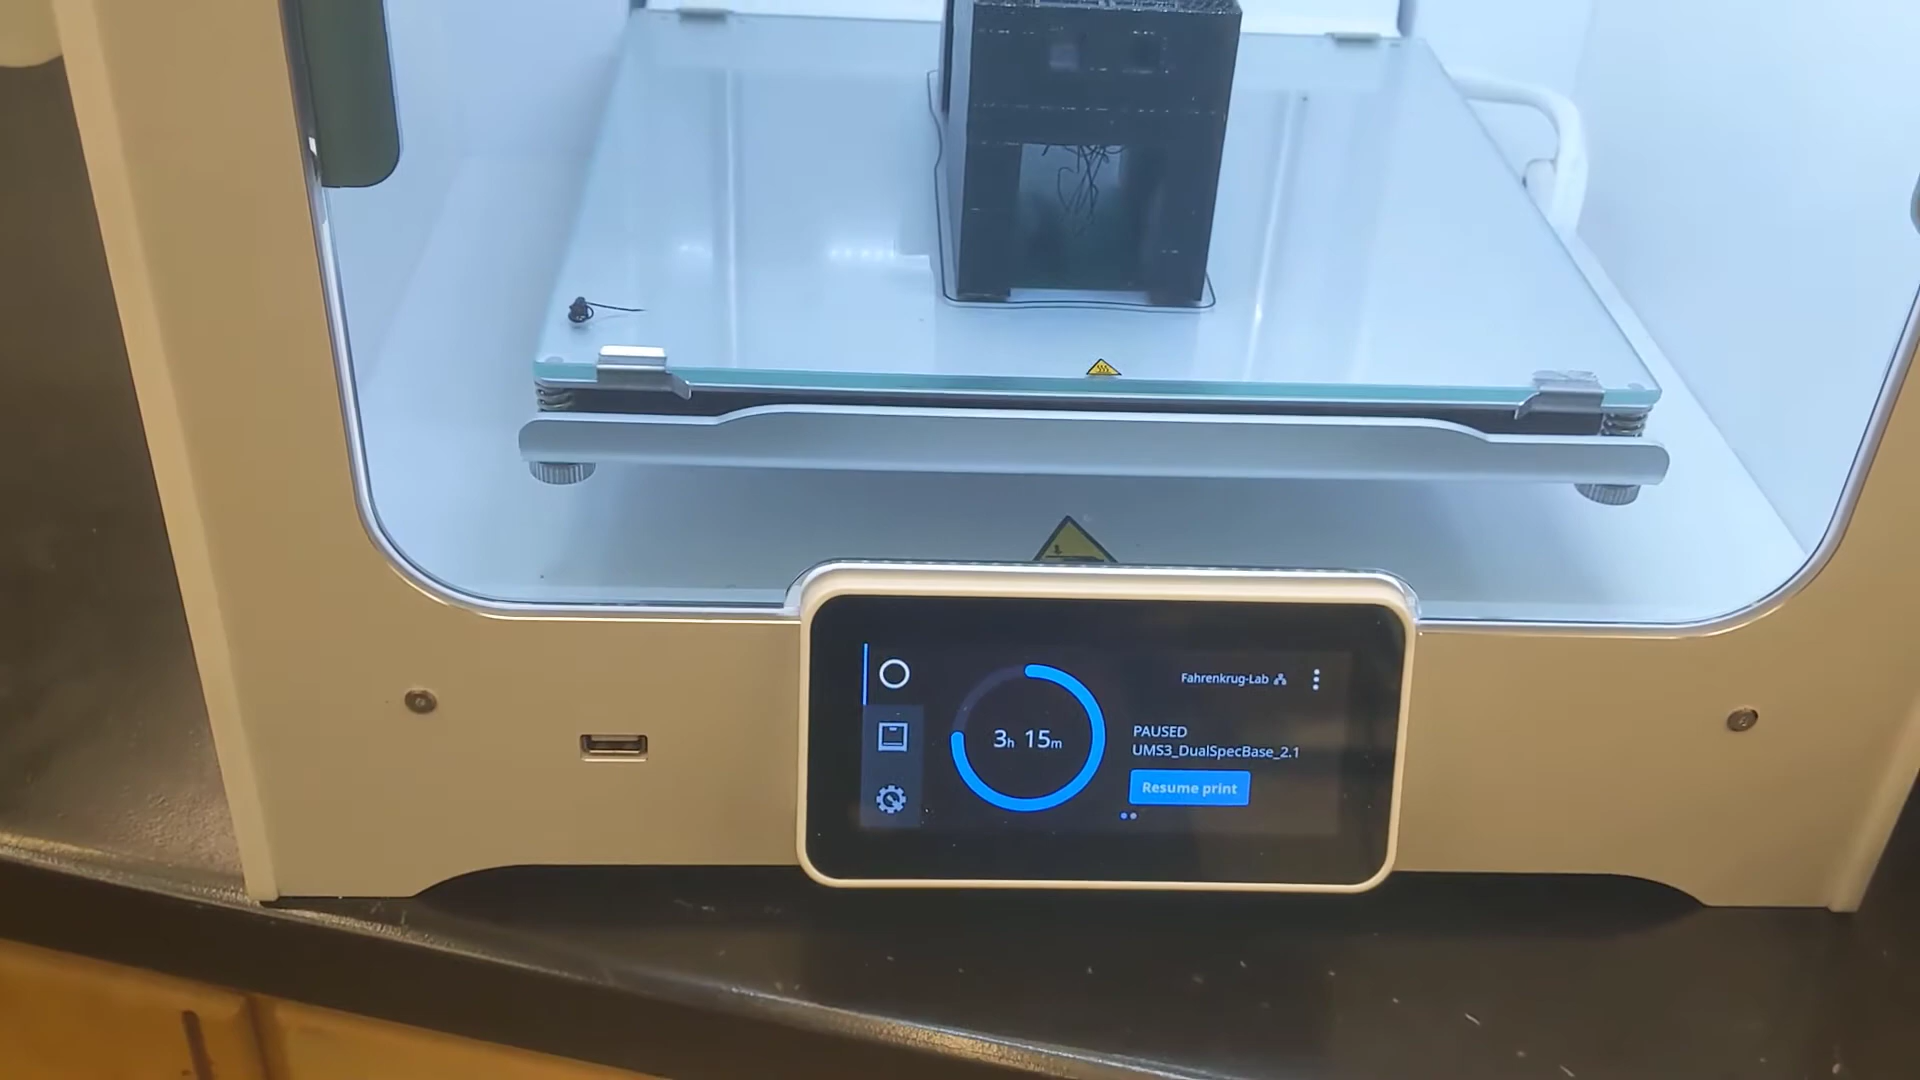 Fahrenkrug-Lab
3h 15m
PAUSED
UMS3_DualSpecBase_2.1
Resume print